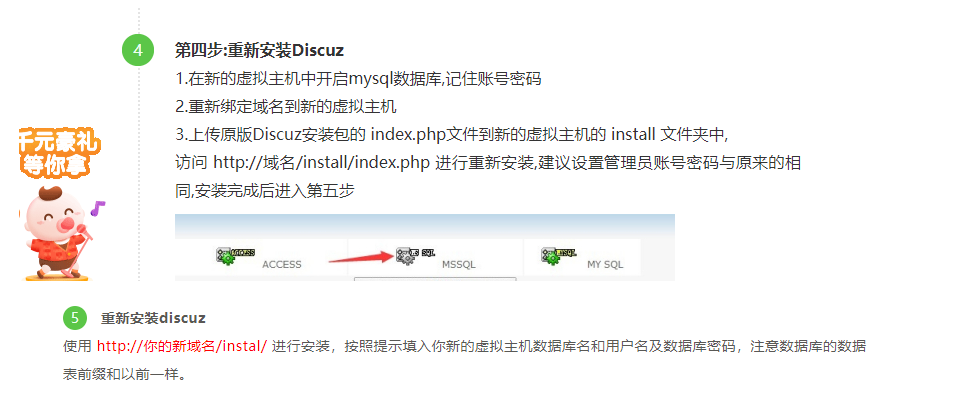 4
第四步:重新安装Discuz
1.在新的虚拟主机中开启mysql数据库,记住账号密码
2.重新绑定域名到新的虚拟主机
3.上传原版Discuz安装包的 index.php文件到新的虚拟主机的 install 文件夹中,
访问 http://域名/install/index.php 进行重新安装,建议设置管理员账号密码与原来的相
同,安装完成后进入第五步
千元豪礼
等你拿
ACCESS ACCESS MS SQL MSSQL MYSQL MY SQL
5 重新安装discuz
使用 http://你的新域名/instal/ 进行安装，按照提示填入你新的虚拟主机数据库名和用户名及数据库密码，注意数据库的数据
表前缀和以前一样。